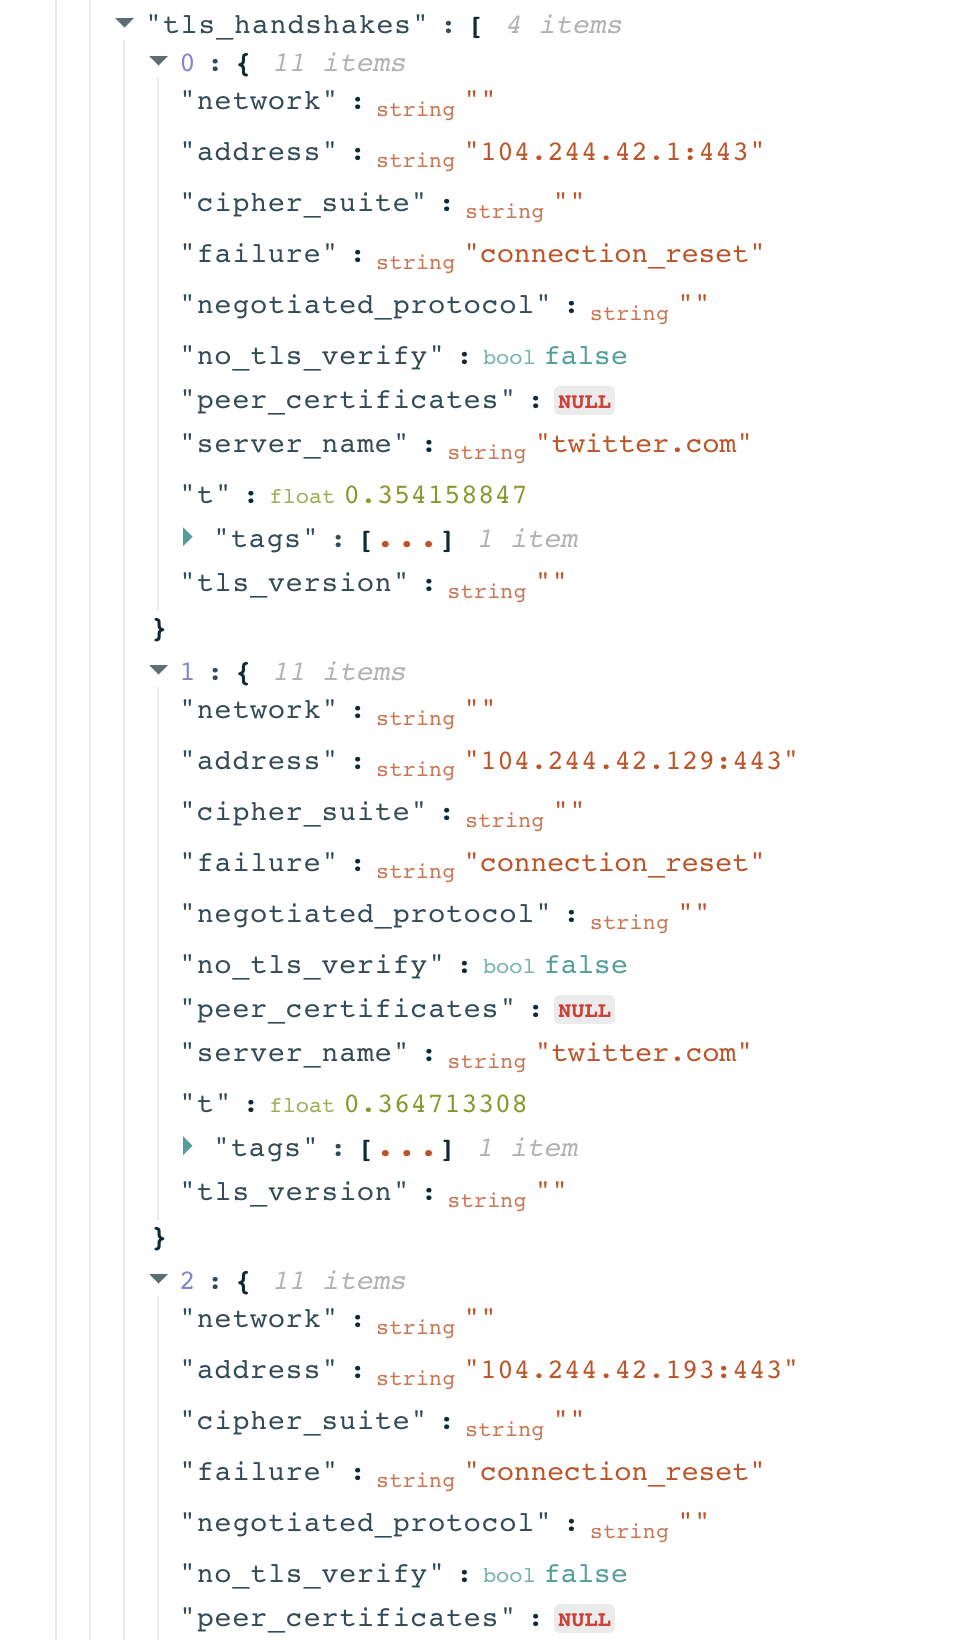 "tls_handshakes" : [ 4 items
0 : { 11 items
"network" : string ""
"address" : string "104.244.42.1:443"
"cipher_suite" : string ""
"failure" : string "connection_reset"
"negotiated_protocol" : string ""
"no_tls_verify" : bool false
"peer_certificates" : NULL
"server_name" : string "twitter.com"
"t" : float 0.354158847
"tags" : [...] 1 item
"tls_version" : string ""
}
1 : { 11 items
"network" : string ""
"address" : string "104.244.42.129:443"
"cipher_suite" : string ""
"failure" : string "connection_reset"
"negotiated_protocol" : string ""
"no_tls_verify" : bool false
"peer_certificates" : NULL
"server_name" : string "twitter.com"
"t" : float 0.364713308
"tags" : [...] 1 item
"tls_version" : string ""
}
2 : { 11 items
"network" : string ""
"address" : string "104.244.42.193:443"
"cipher_suite" : string ""
"failure" : string "connection_reset"
"negotiated_protocol" : string ""
"no_tls_verify" : bool false
"peer_certificates" : NULL